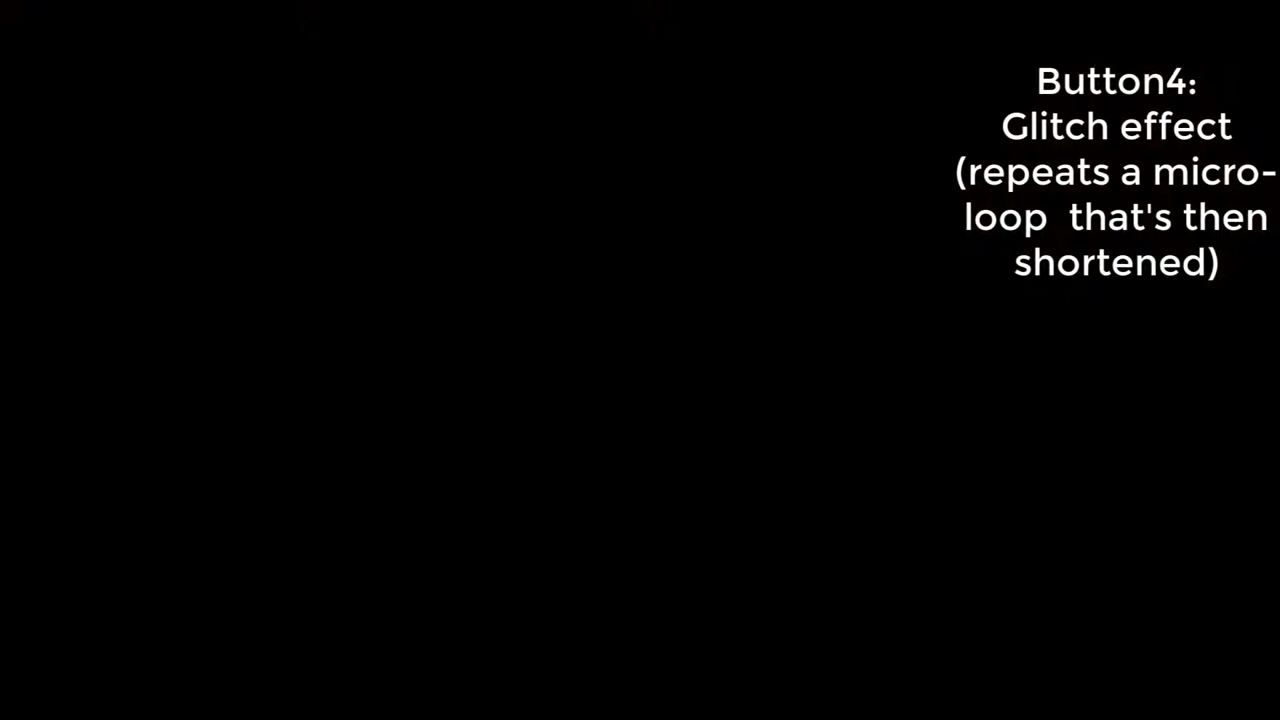 Button4:
Glitch effect
(repeats a micro-
loop  that's then
shortened)